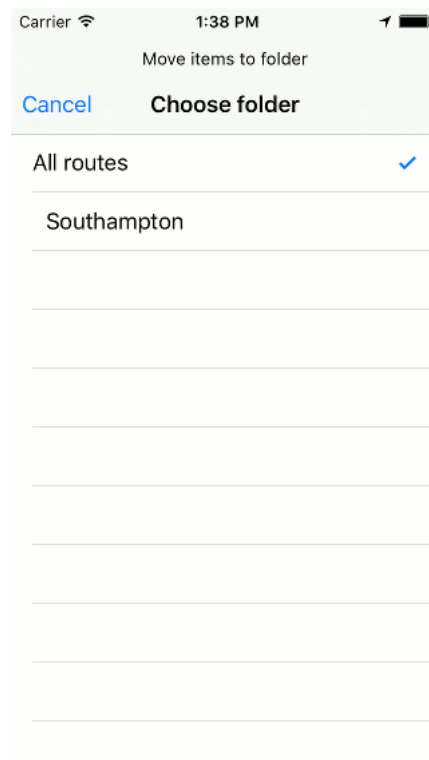 Carrier 1:38 PM
Move items to folder
Cancel Choose folder
All routes
Southampton